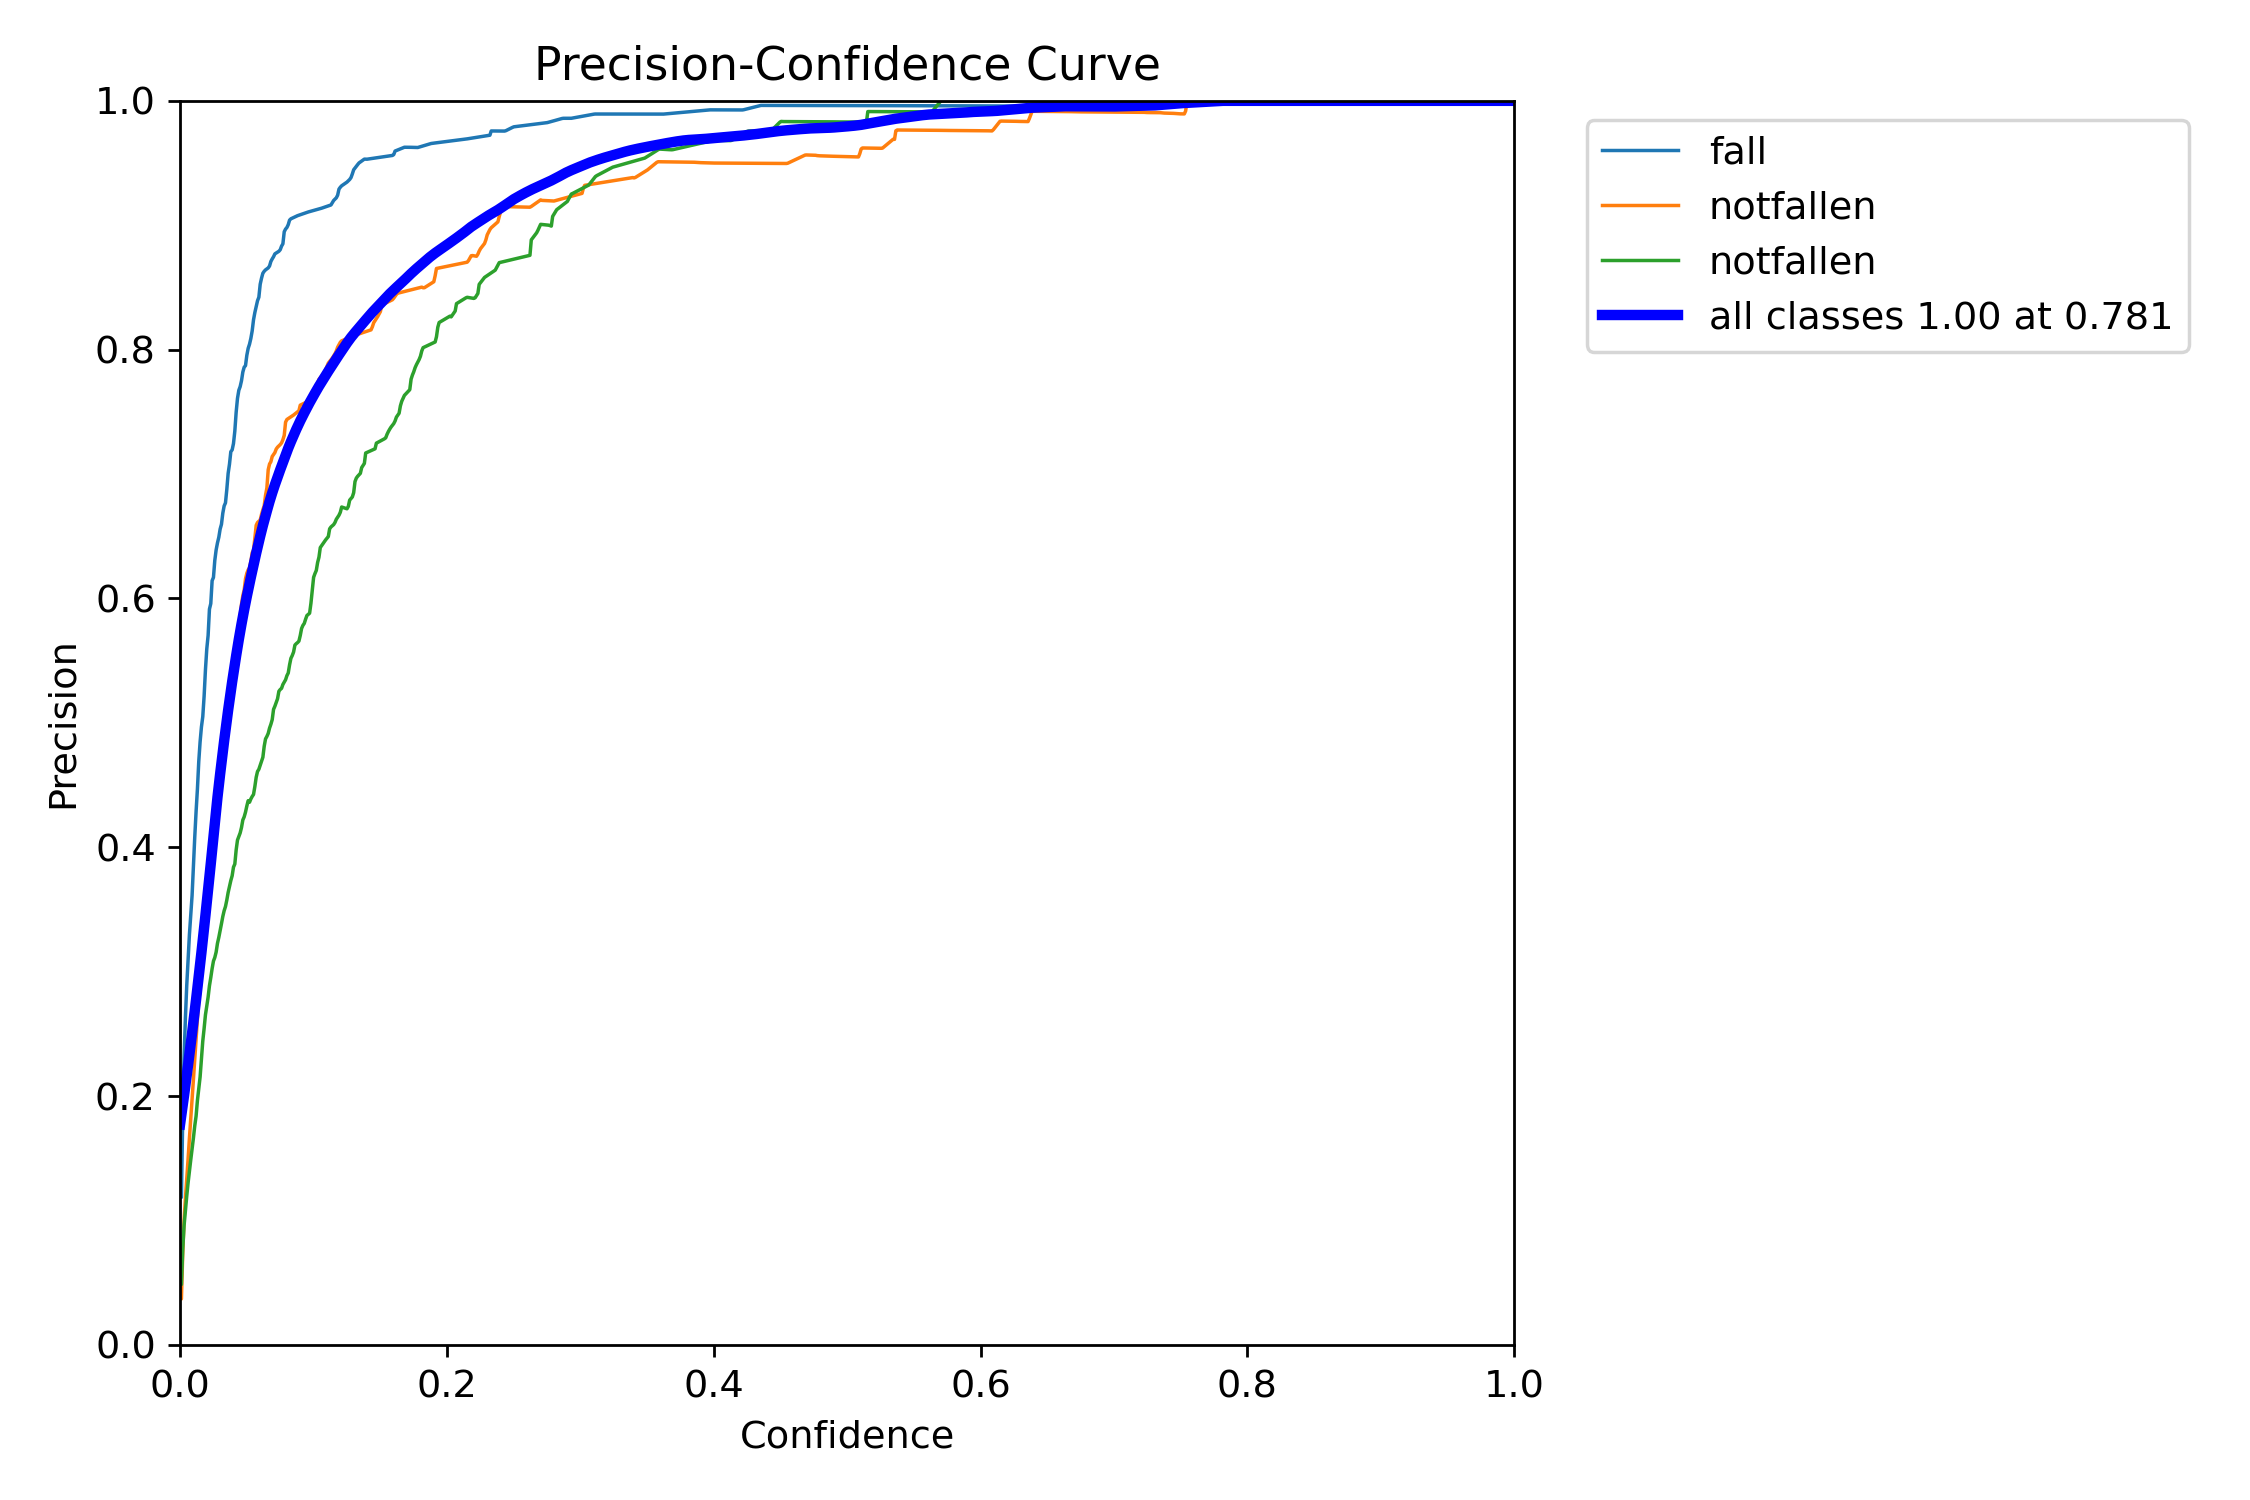 Precision-Confidence Curve
1.0
0.8
0.6
0.4
0.2
0.0
Precision
0.0 0.2 0.4 0.6 0.8 1.0
Confidence
fall
notfallen
notfallen
all classes 1.00 at 0.781